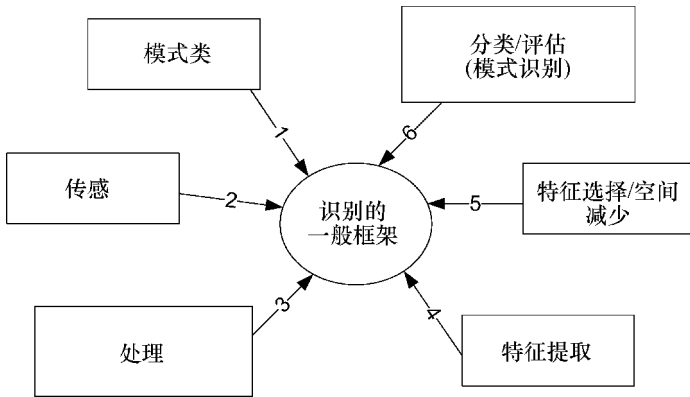 模式类
分类/评估
(模式识别)
1
6
传感
2
识别的
一般框架
5
特征选择/空间
减少
3
处理
4
特征提取